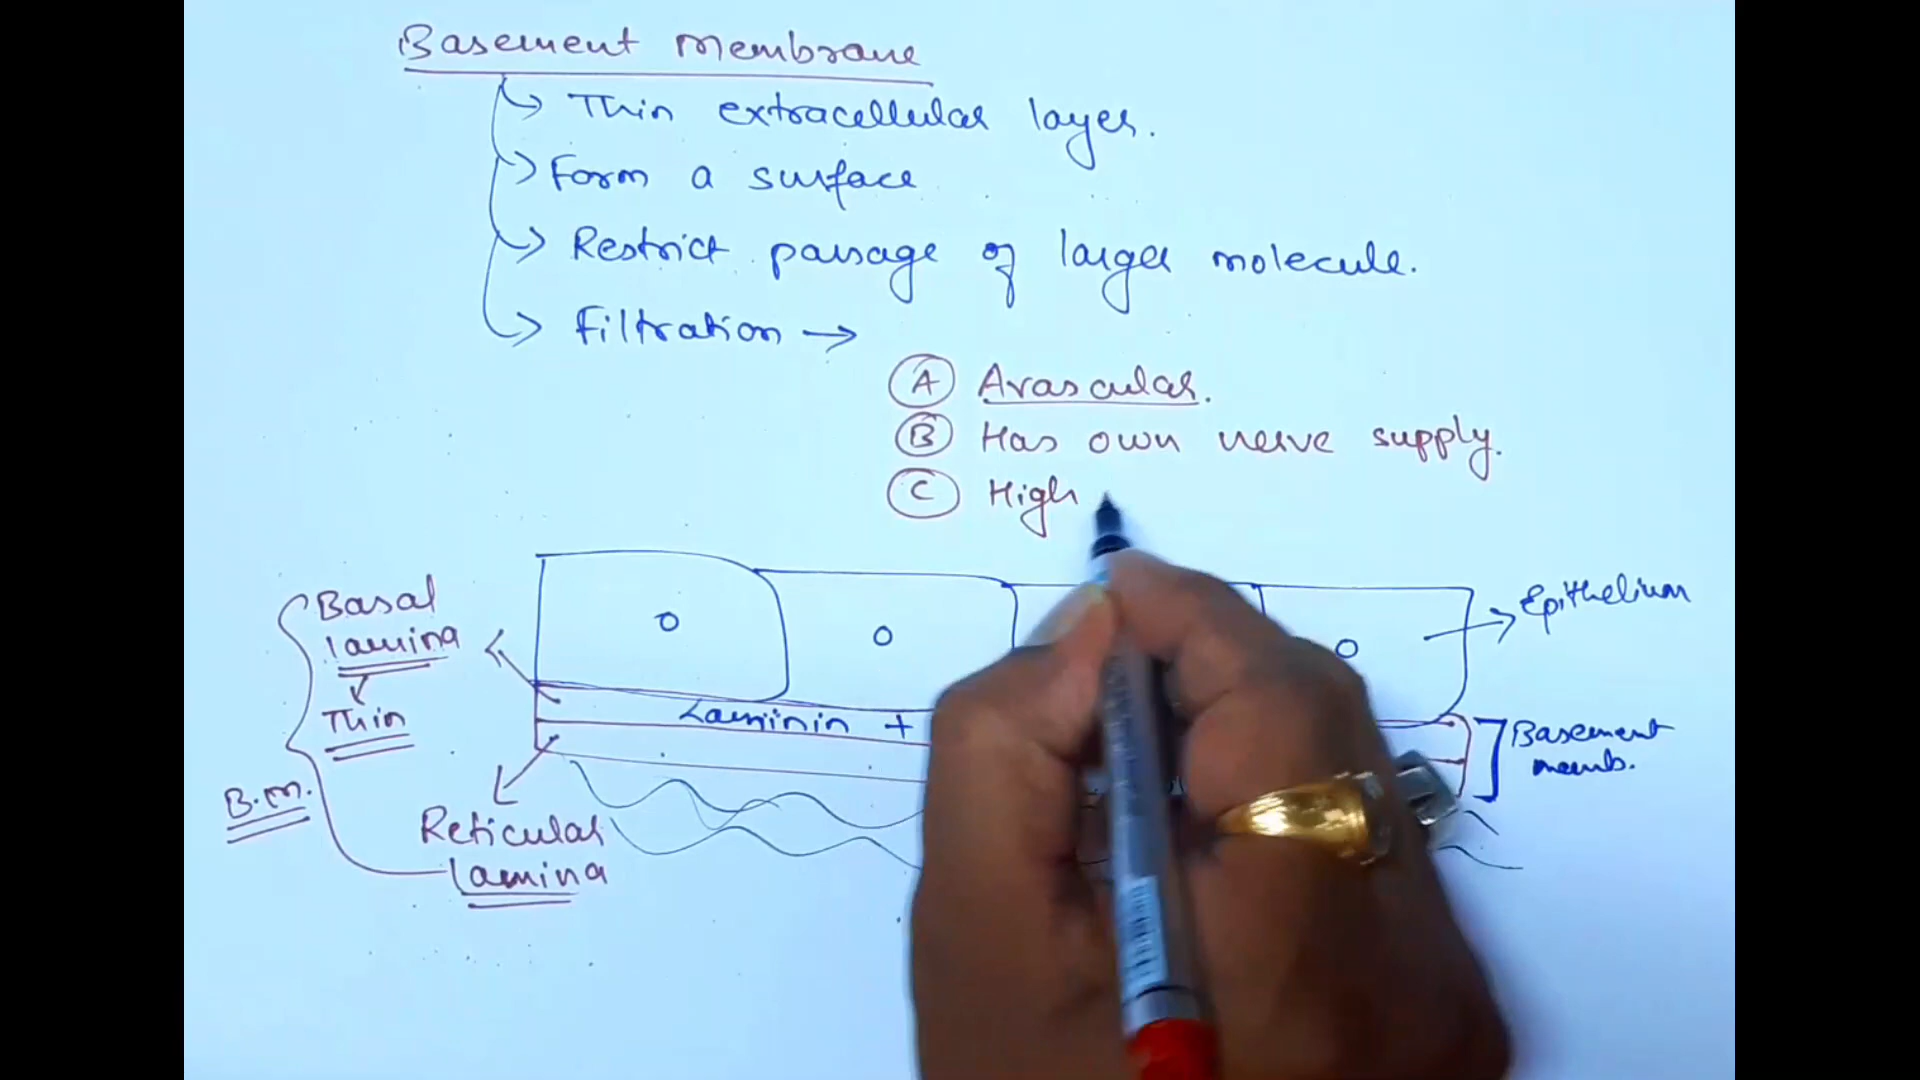 Basement Membrane
→ Thin extracellular layer.
→ Form a surface
→ Restrict passage of larger molecule.
→ Filtration →
A Avascular.
B Has own nerve supply.
C High
Basal
lamina
Thin
B.m.
Reticular
lamina
Laminin +
Epithelium
Basement
memb.